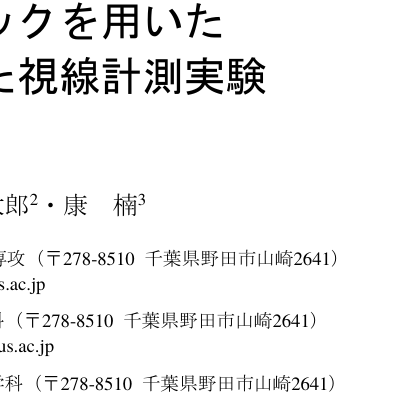 ックを用いた
た視線計測実験
郎2・康　楠3
専攻（〒278-8510 千葉県野田市山崎2641）
s.ac.jp
科（〒278-8510 千葉県野田市山崎2641）
us.ac.jp
学科（〒278-8510 千葉県野田市山崎2641）